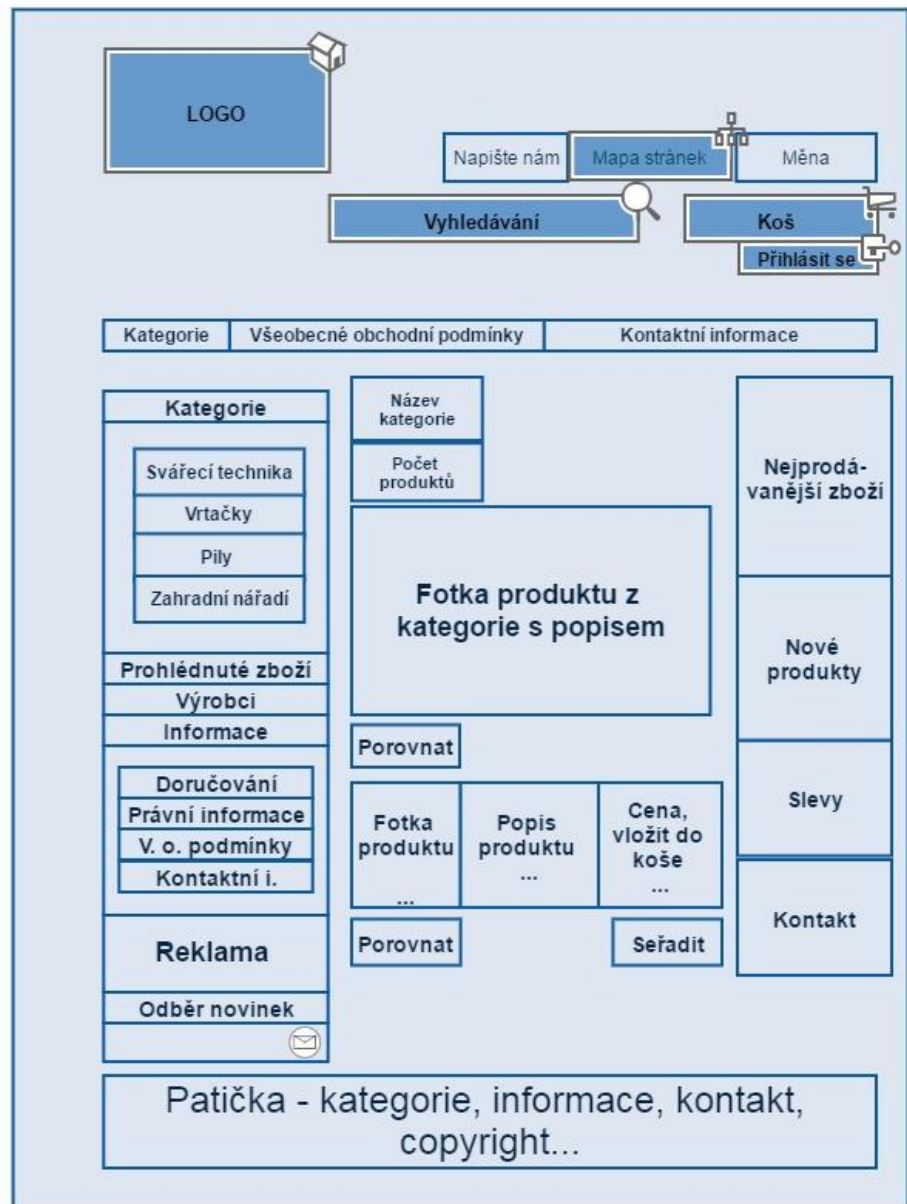 LOGO
Napište nám
Mapa stránek
Měna
Vyhledávání
Koš
Přihlásit se
Kategorie
Všeobecné obchodní podmínky
Kontaktní informace
Kategorie
Svářecí technika
Vrtačky
Pily
Zahradní nářadí
Prohlédnuté zboží
Výrobci
Informace
Doručování
Právní informace
V. o. podmínky
Kontaktní i.
Reklama
Odběr novinek
Název
kategorie
Počet
produktů
Fotka produktu z
kategorie s popisem
Porovnat
Fotka
produktu
...
Popis
produktu
...
Cena,
vložit do
koše
...
Porovnat
Seřadit
Nejprodá-
vanější zboží
Nové
produkty
Slevy
Kontakt
Patička - kategorie, informace, kontakt,
copyright...